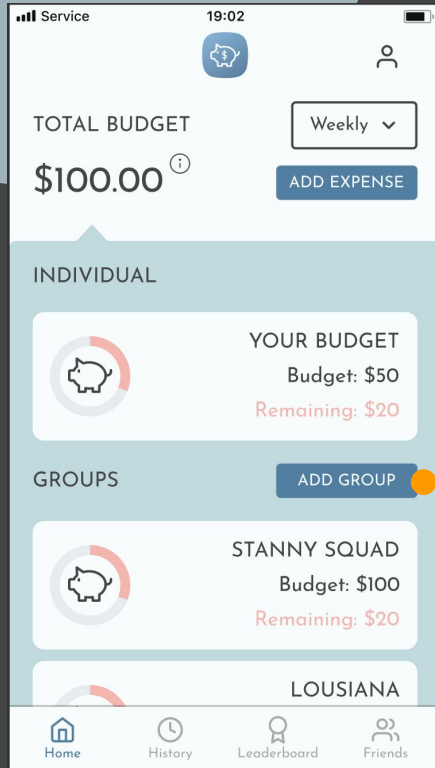 Service
19:02
$
TOTAL BUDGET
Weekly
$100.00
i
ADD EXPENSE
INDIVIDUAL
YOUR BUDGET
Budget: $50
Remaining: $20
GROUPS
ADD GROUP
STANNY SQUAD
Budget: $100
Remaining: $20
LOUSIANA
Home
History
Leaderboard
Friends